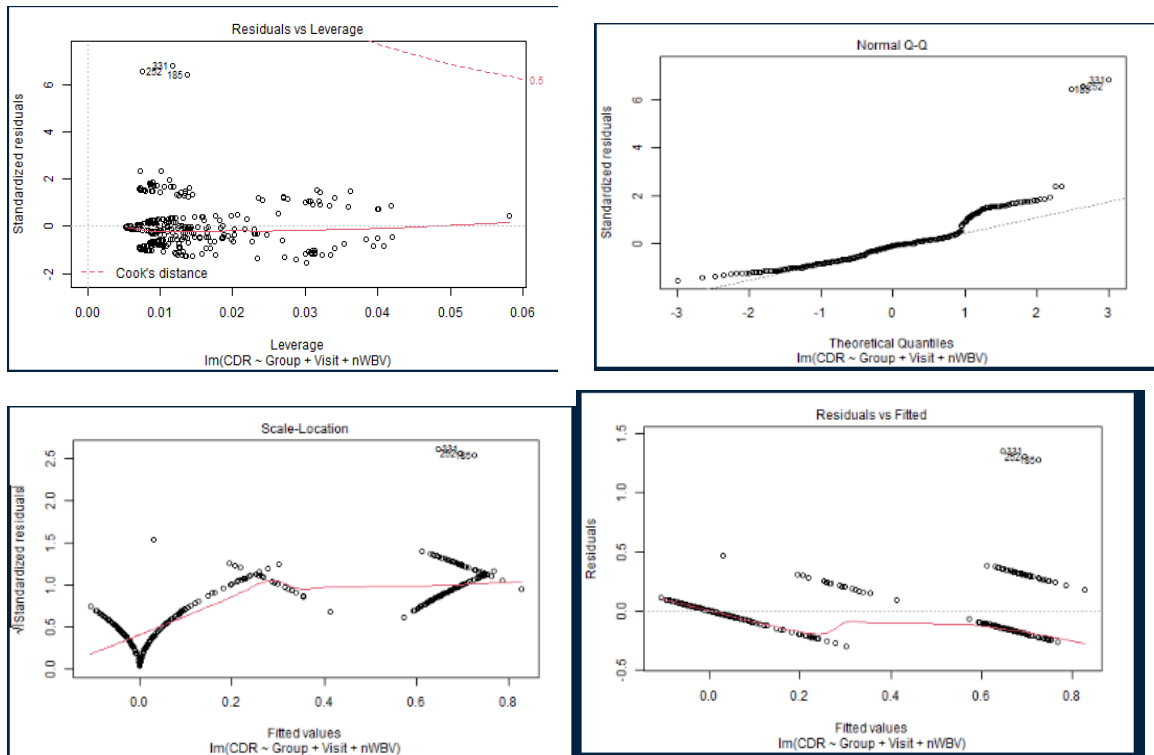 Residuals vs Leverage
Standardized residuals
6
4
2
0
-2
331
252
185
0.5
Cook's distance
0.00 0.01 0.02 0.03 0.04 0.05 0.06
Leverage
lm(CDR ~ Group + Visit + nWBV)
Normal Q-Q
Standardized residuals
6
4
2
0
331
252
185
-3 -2 -1 0 1 2 3
Theoretical Quantiles
lm(CDR ~ Group + Visit + nWBV)
Scale-Location
√|Standardized residuals|
2.5
2.0
1.5
1.0
0.5
0.0
331
252
185
0.0 0.2 0.4 0.6 0.8
Fitted values
lm(CDR ~ Group + Visit + nWBV)
Residuals vs Fitted
Residuals
1.5
1.0
0.5
0.0
-0.5
331
252
185
0.0 0.2 0.4 0.6 0.8
Fitted values
lm(CDR ~ Group + Visit + nWBV)